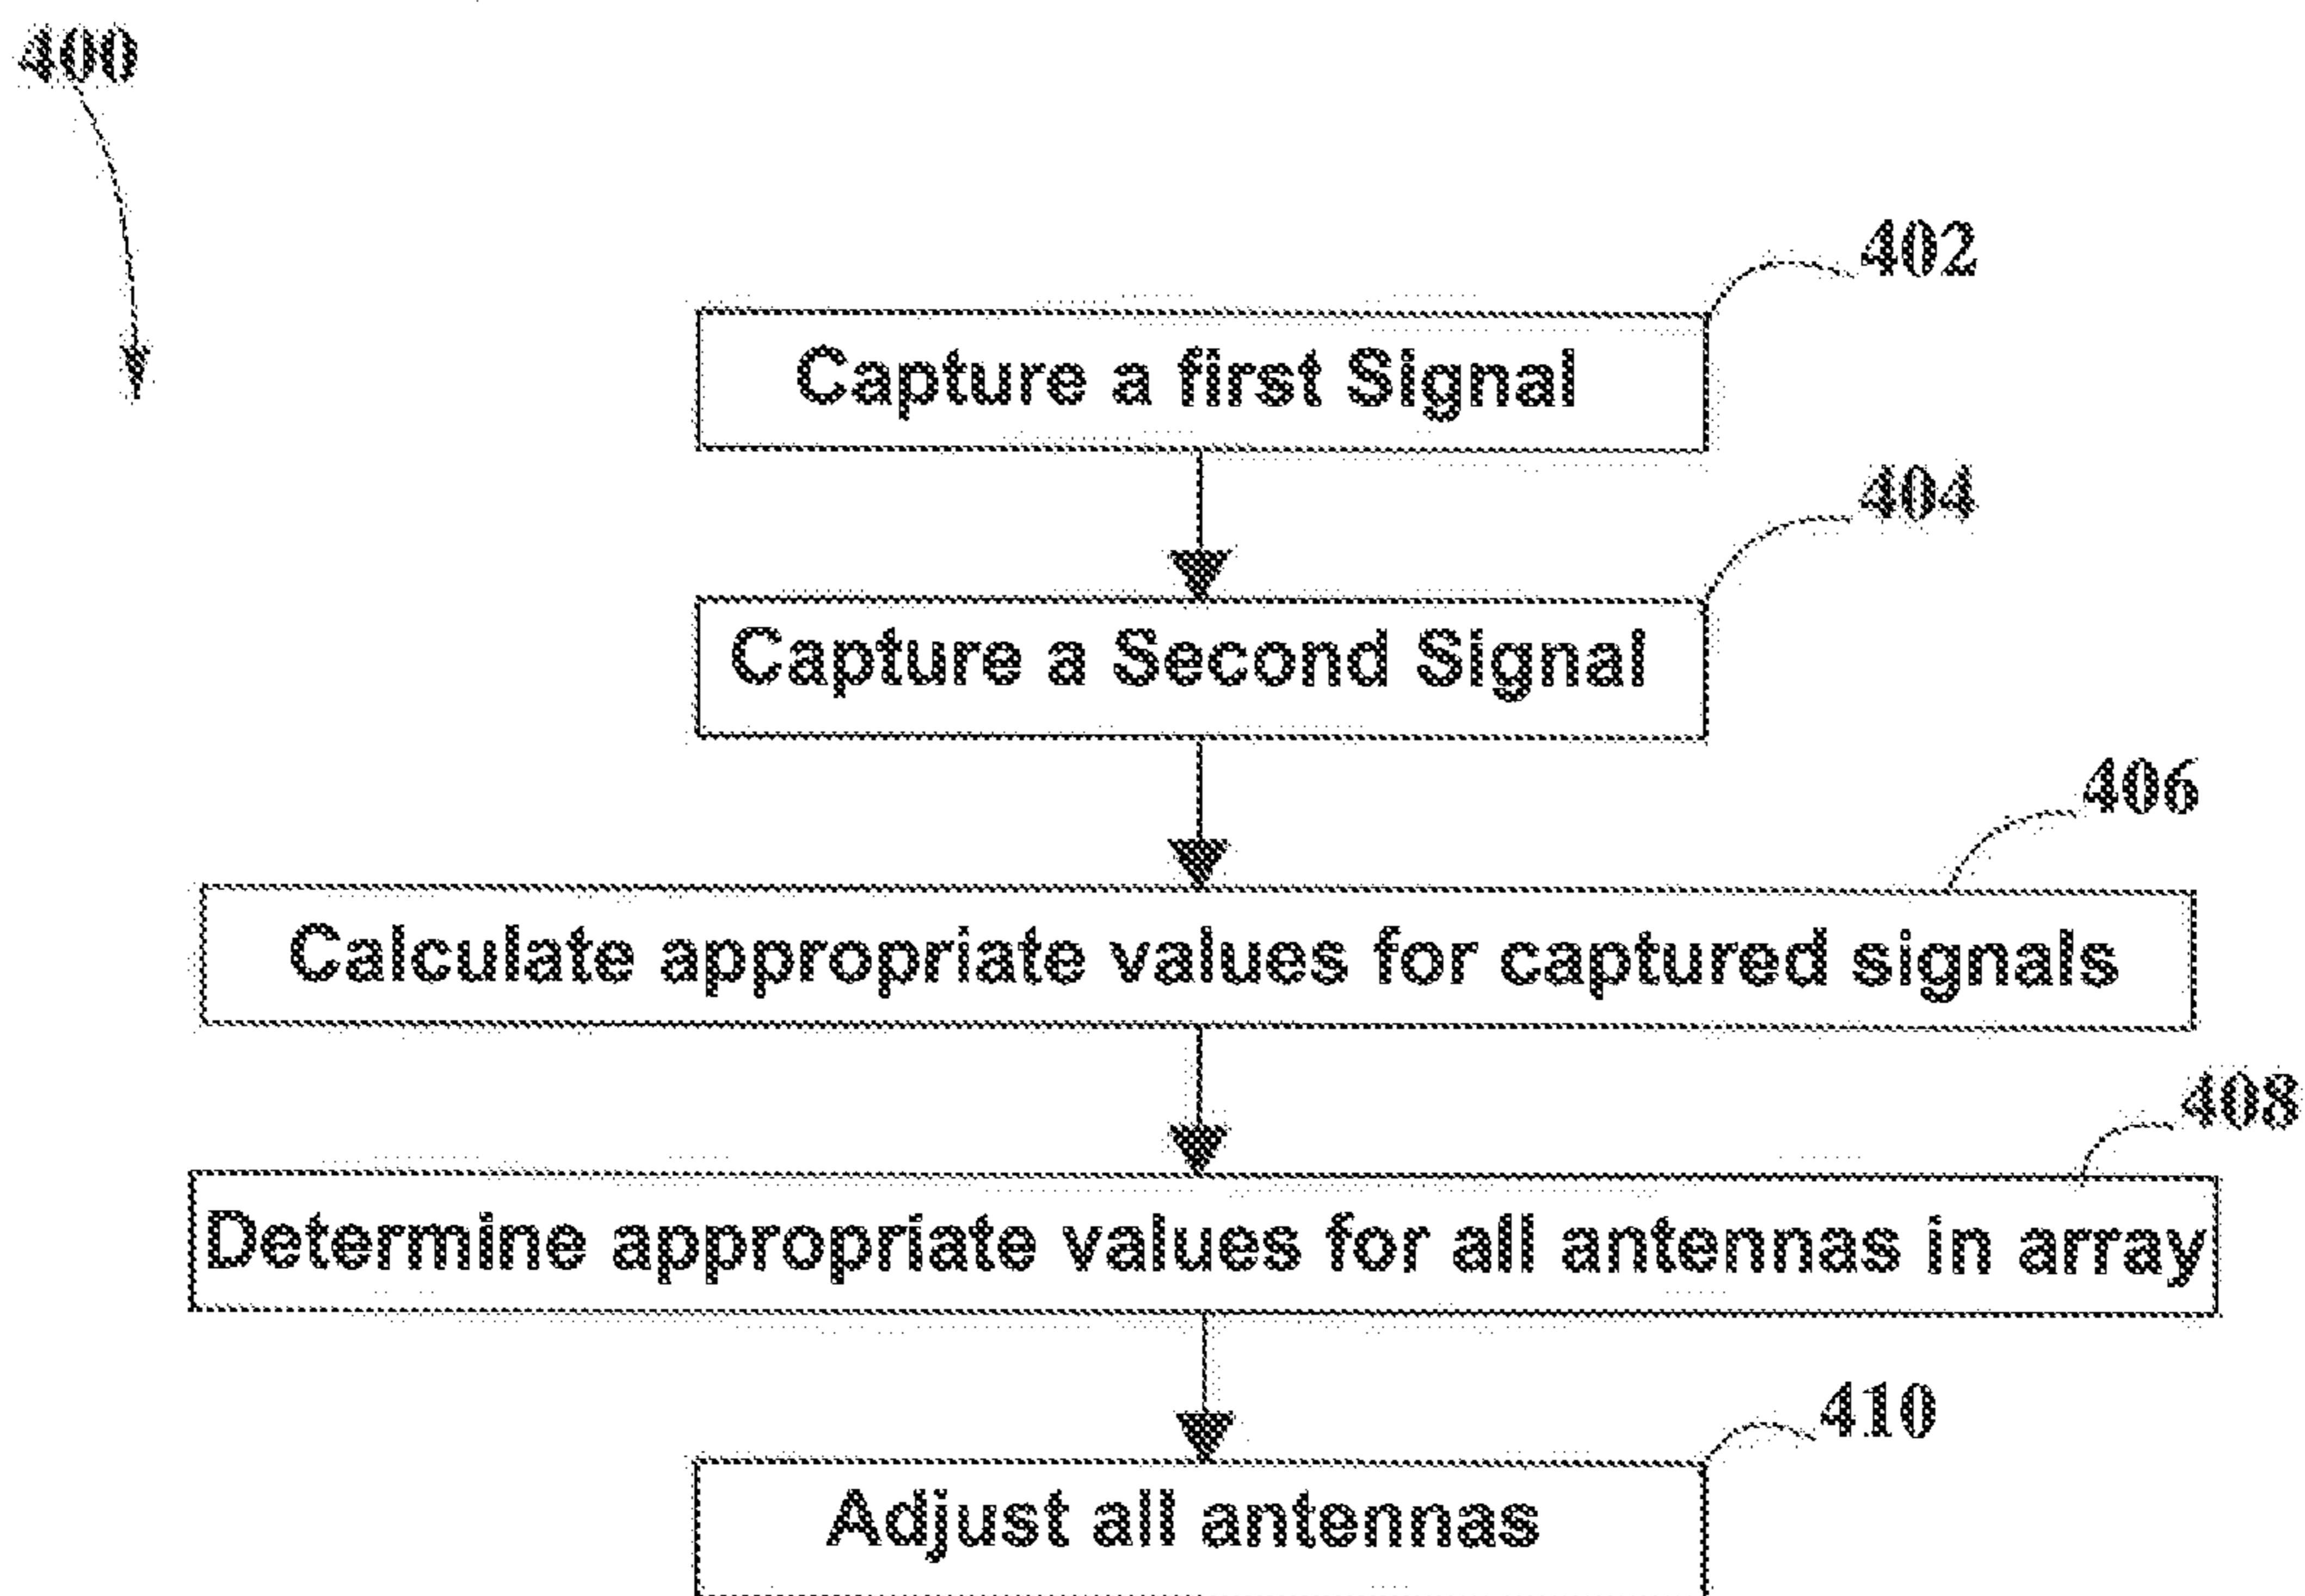 400
402
Capture a first Signal
404
Capture a Second Signal
406
Calculate appropriate values for captured signals
408
Determine appropriate values for all antennas in array
410
Adjust all antennas